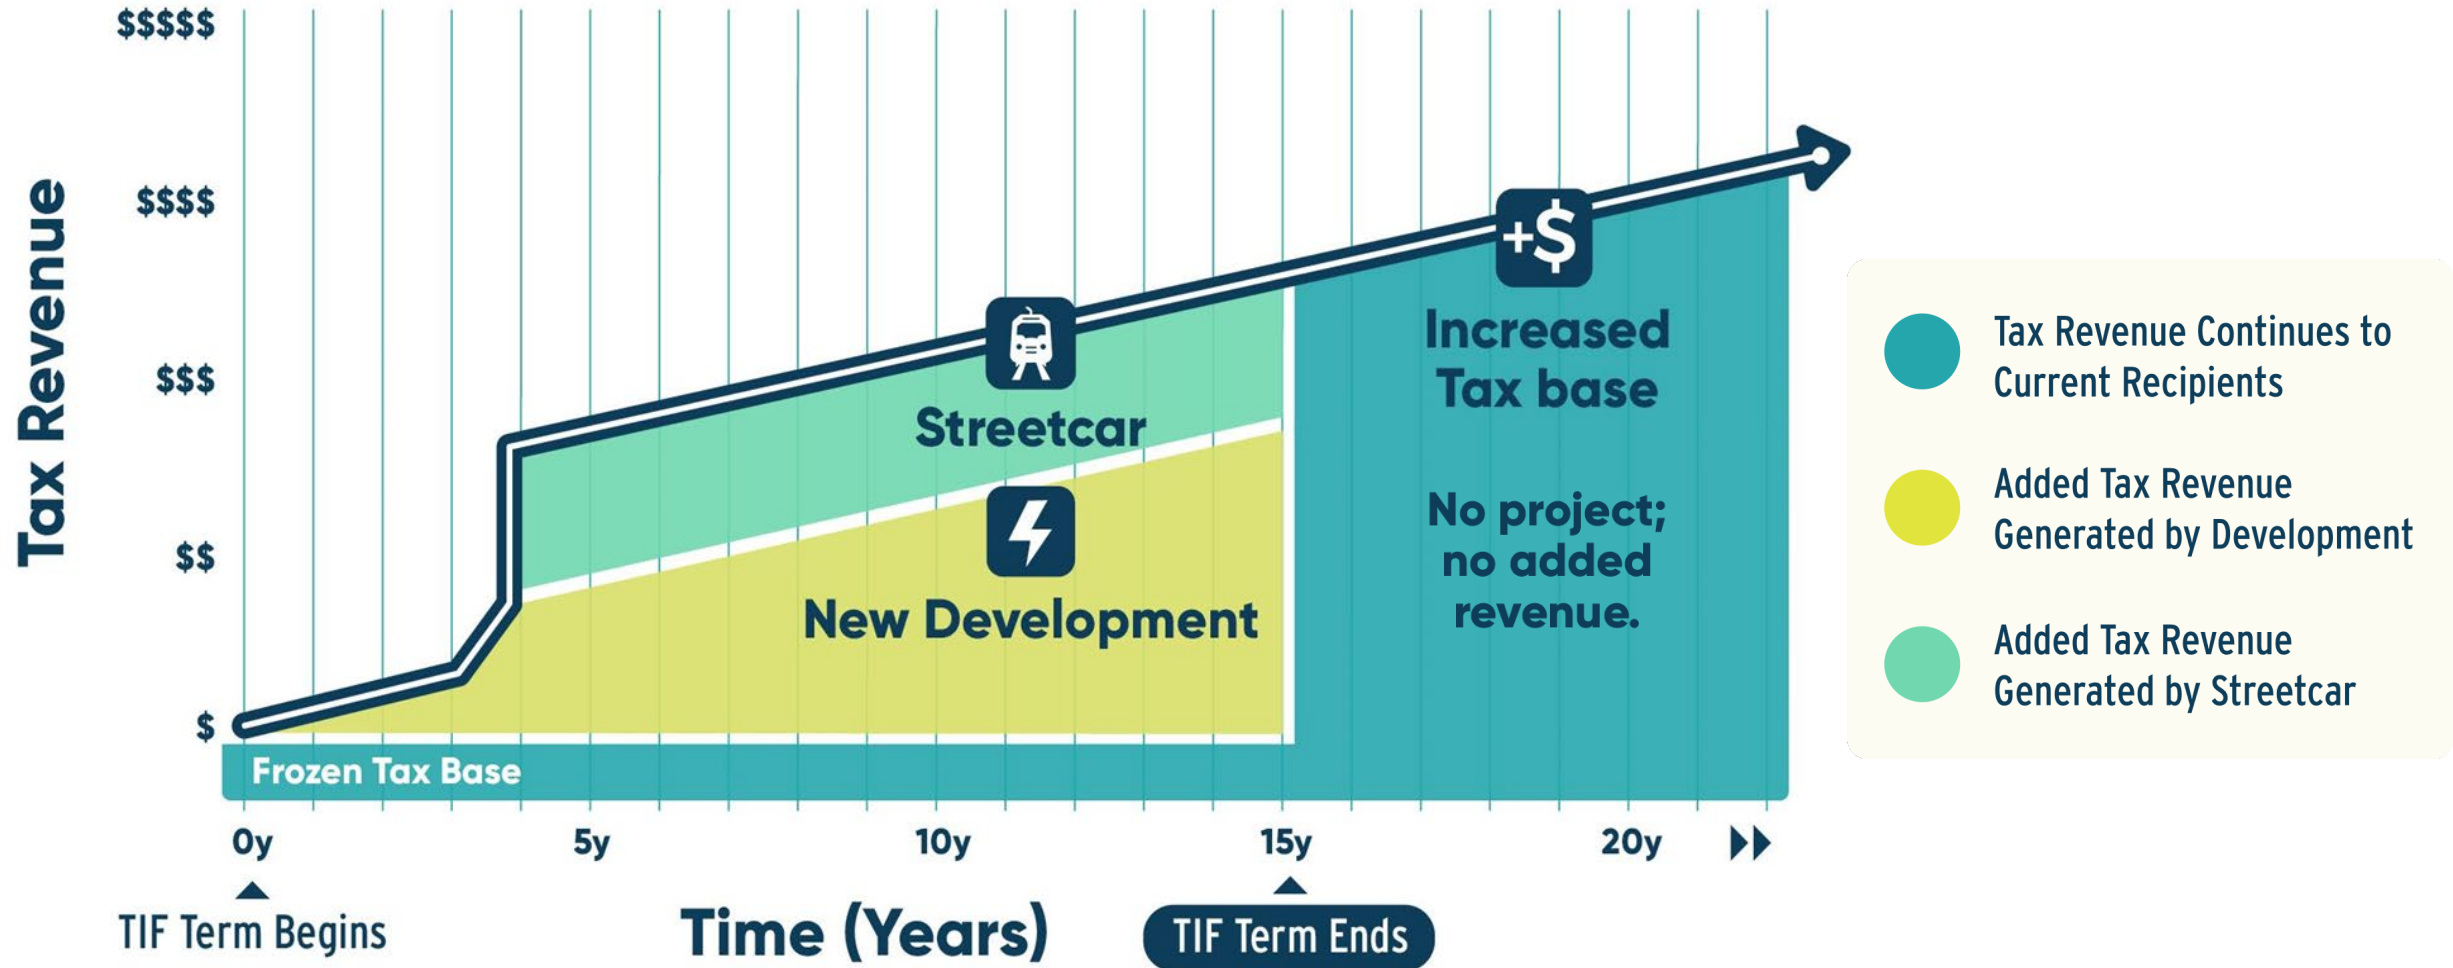 $$$$$
$$$$
$$$
$$
$
Tax Revenue
+$
Increased
Tax base
No project;
no added
revenue.
Streetcar
New Development
Frozen Tax Base
0y 5y 10y 15y 20y
TIF Term Begins
Time (Years)
TIF Term Ends
Tax Revenue Continues to
Current Recipients
Added Tax Revenue
Generated by Development
Added Tax Revenue
Generated by Streetcar